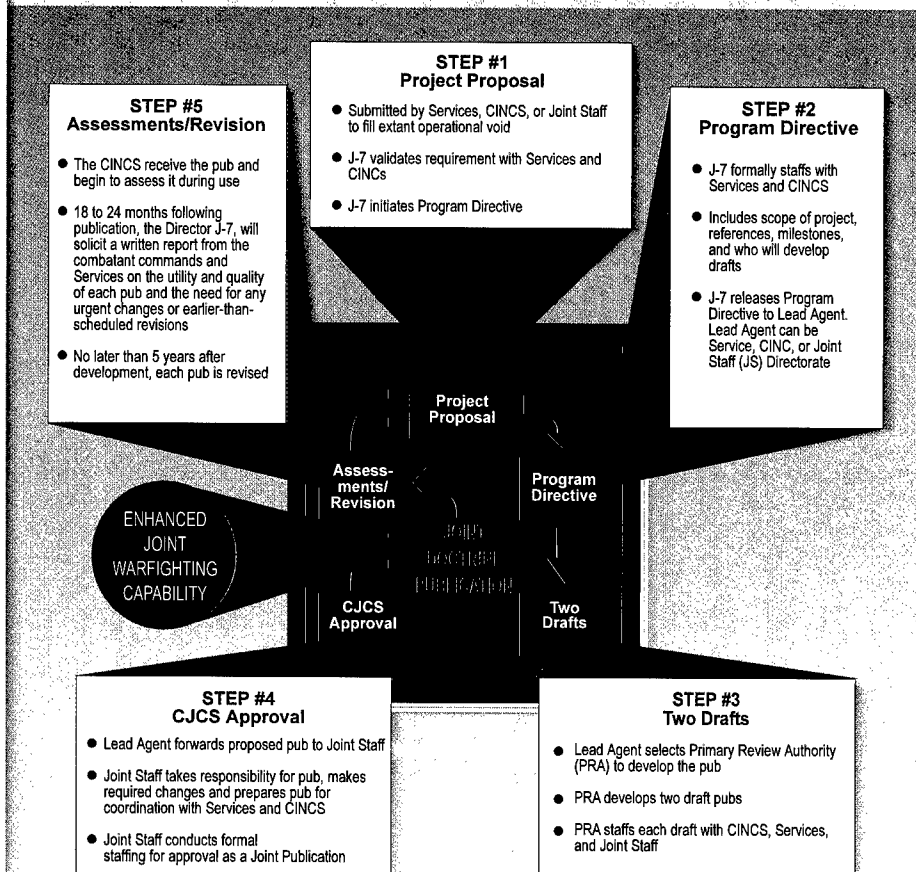 STEP #1
Project Proposal
● Submitted by Services, CINCS, or Joint Staff
to fill extant operational void
● J-7 validates requirement with Services and
CINCs
● J-7 initiates Program Directive
STEP #5
Assessments/Revision
● The CINCS receive the pub and
begin to assess it during use
● 18 to 24 months following
publication, the Director J-7, will
solicit a written report from the
combatant commands and
Services on the utility and quality
of each pub and the need for any
urgent changes or earlier-than-
scheduled revisions
● No later than 5 years after
development, each pub is revised
STEP #2
Program Directive
● J-7 formally staffs with
Services and CINCS
● Includes scope of project,
references, milestones,
and who will develop
drafts
● J-7 releases Program
Directive to Lead Agent.
Lead Agent can be
Service, CINC, or Joint
Staff (JS) Directorate
Project
Proposal
Assess-
ments/
Revision
Program
Directive
JOINT
DOCTRINE
PUBLICATION
ENHANCED
JOINT
WARFIGHTING
CAPABILITY
CJCS
Approval
Two
Drafts
STEP #4
CJCS Approval
● Lead Agent forwards proposed pub to Joint Staff
● Joint Staff takes responsibility for pub, makes
required changes and prepares pub for
coordination with Services and CINCS
● Joint Staff conducts formal
staffing for approval as a Joint Publication
STEP #3
Two Drafts
● Lead Agent selects Primary Review Authority
(PRA) to develop the pub
● PRA develops two draft pubs
● PRA staffs each draft with CINCS, Services,
and Joint Staff